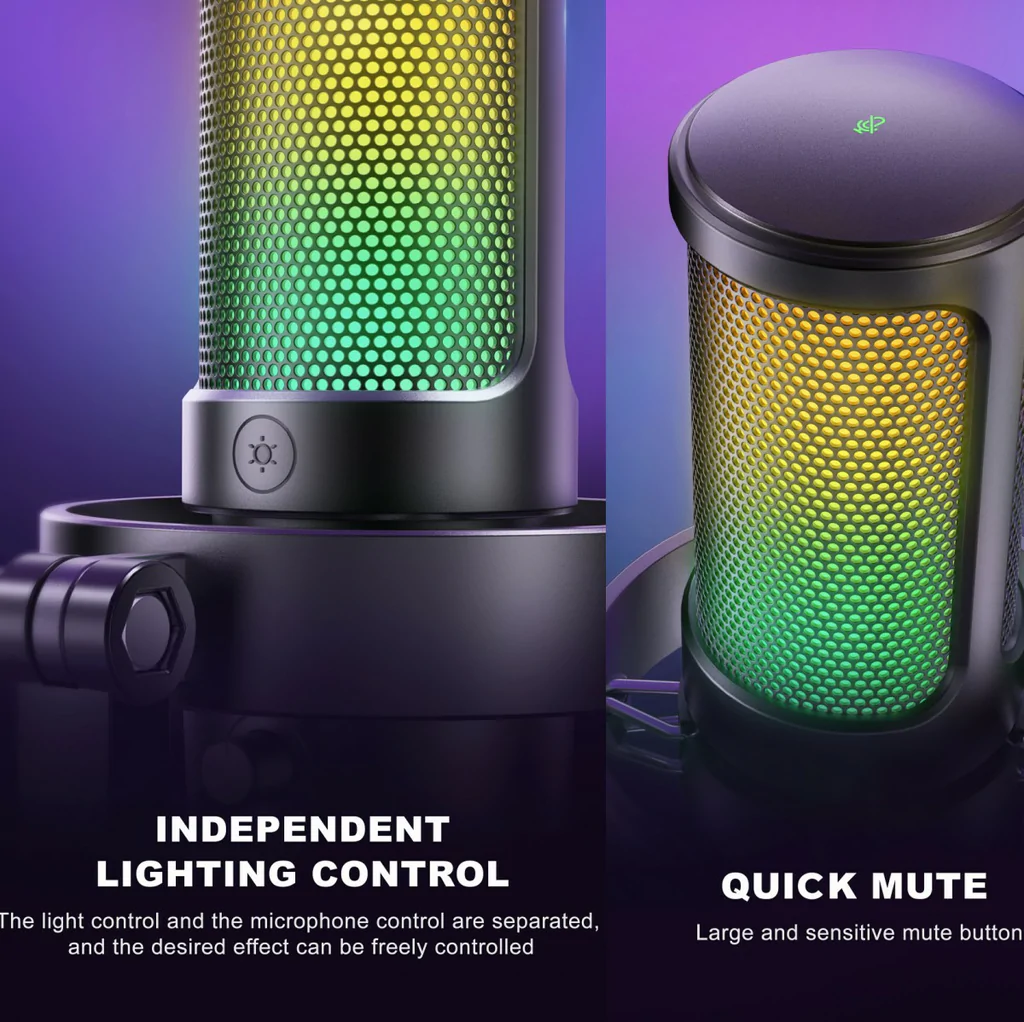 INDEPENDENT
LIGHTING CONTROL
The light control and the microphone control are separated,
and the desired effect can be freely controlled
QUICK MUTE
Large and sensitive mute button